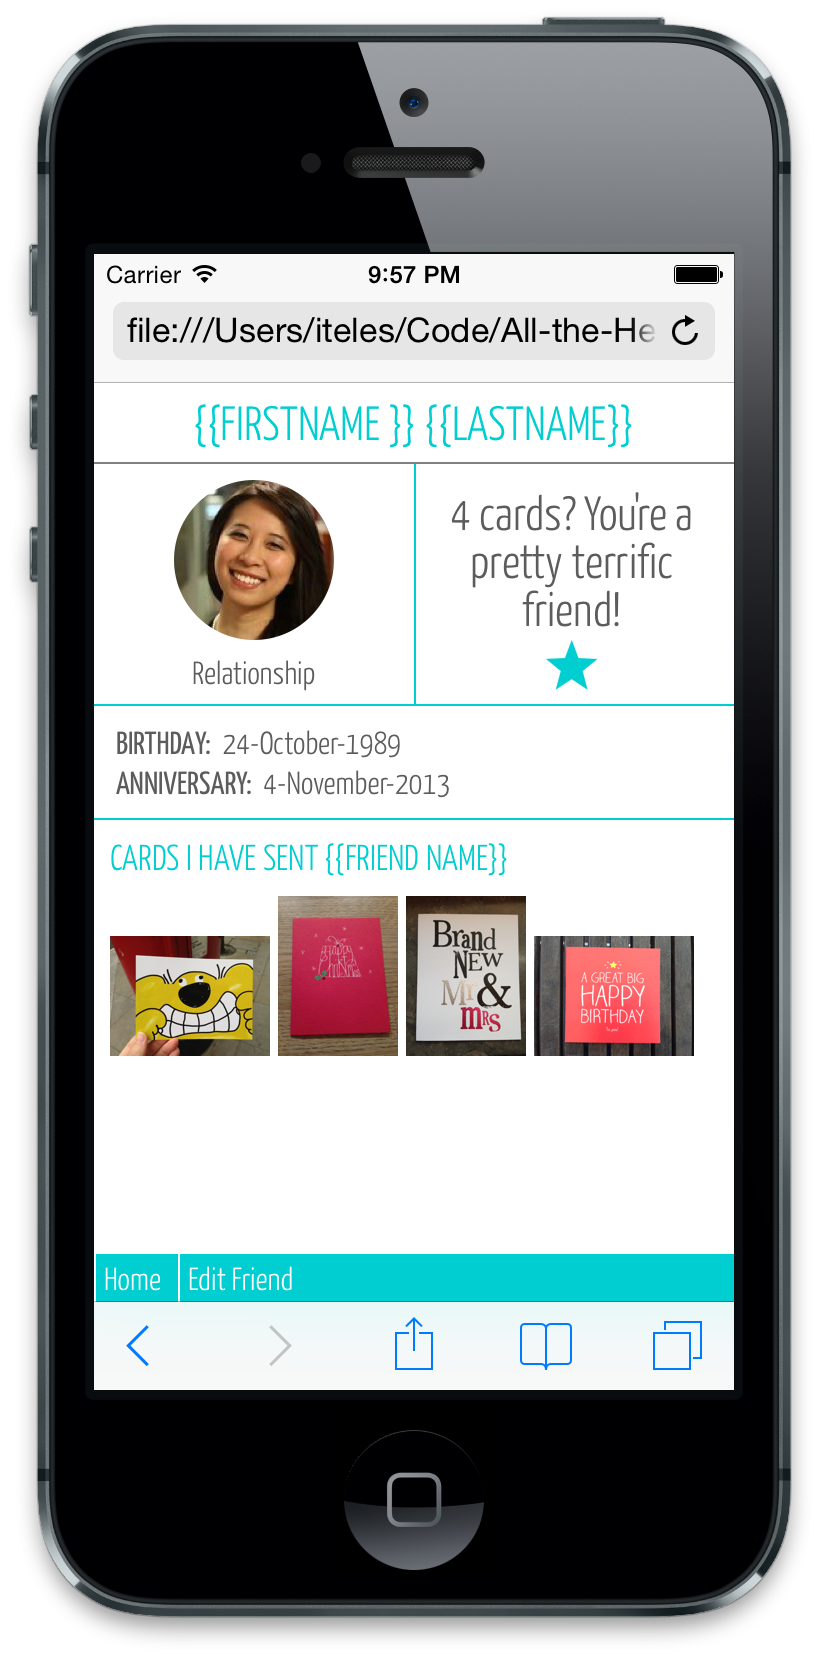 Carrier 9:57 PM
file:///Users/iteles/Code/All-the-He
{{FIRSTNAME }} {{LASTNAME}}
Relationship
4 cards? You're a
pretty terrific
friend!
BIRTHDAY: 24-October-1989
ANNIVERSARY: 4-November-2013
CARDS I HAVE SENT {{FRIEND NAME}}
Brand
NEW
Mr &
MRS
A GREAT BIG
HAPPY
BIRTHDAY
Home
Edit Friend